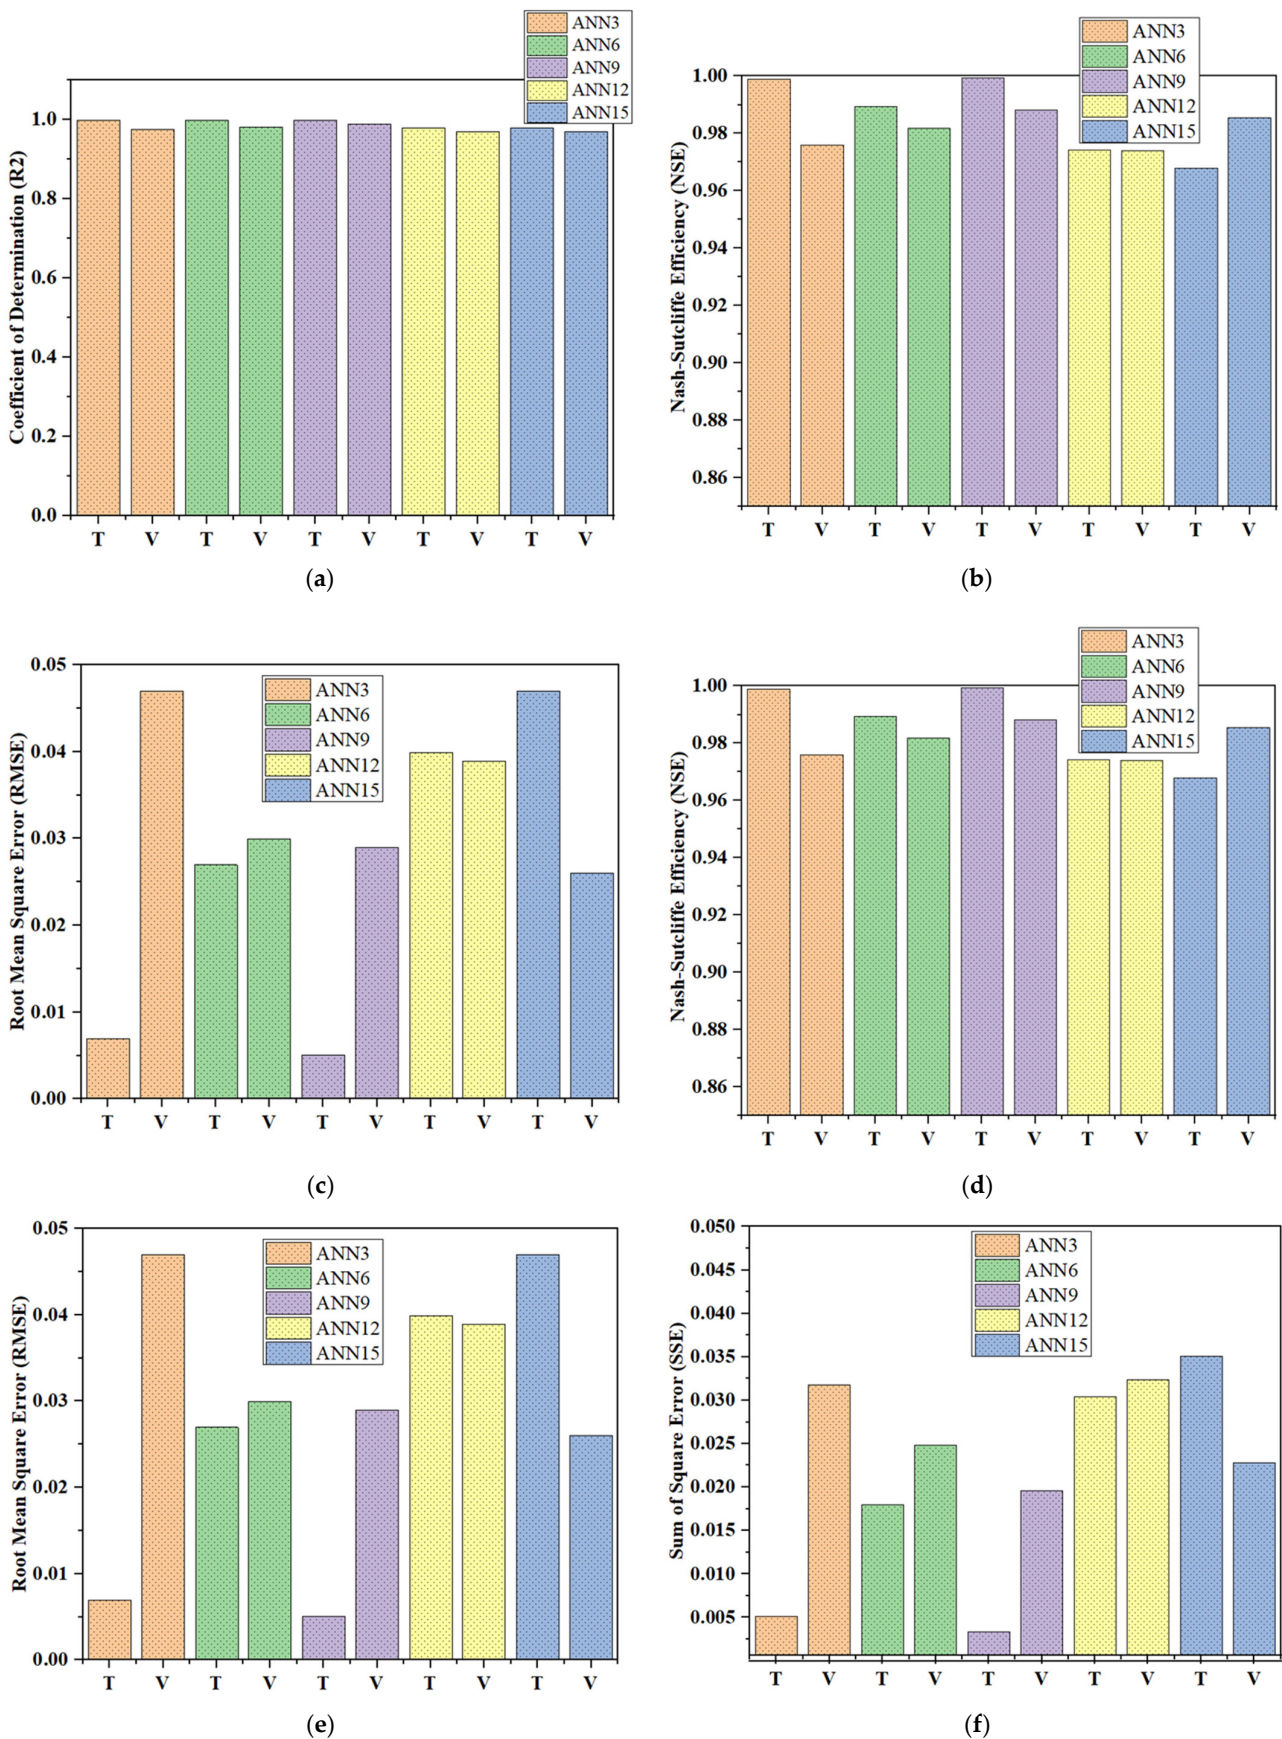 ANN3
ANN6
ANN9
ANN12
ANN15
Coefficient of Determination (R2)
1.0
0.8
0.6
0.4
0.2
0.0
T V T V T V T V T V
(a)
ANN3
ANN6
ANN9
ANN12
ANN15
Nash-Sutcliffe Efficiency (NSE)
1.00
0.98
0.96
0.94
0.92
0.90
0.88
0.86
T V T V T V T V T V
(b)
ANN3
ANN6
ANN9
ANN12
ANN15
Root Mean Square Error (RMSE)
0.05
0.04
0.03
0.02
0.01
0.00
T V T V T V T V T V
(c)
ANN3
ANN6
ANN9
ANN12
ANN15
Nash-Sutcliffe Efficiency (NSE)
1.00
0.98
0.96
0.94
0.92
0.90
0.88
0.86
T V T V T V T V T V
(d)
ANN3
ANN6
ANN9
ANN12
ANN15
Root Mean Square Error (RMSE)
0.05
0.04
0.03
0.02
0.01
0.00
T V T V T V T V T V
(e)
ANN3
ANN6
ANN9
ANN12
ANN15
Sum of Square Error (SSE)
0.050
0.045
0.040
0.035
0.030
0.025
0.020
0.015
0.010
0.005
T V T V T V T V T V
(f)